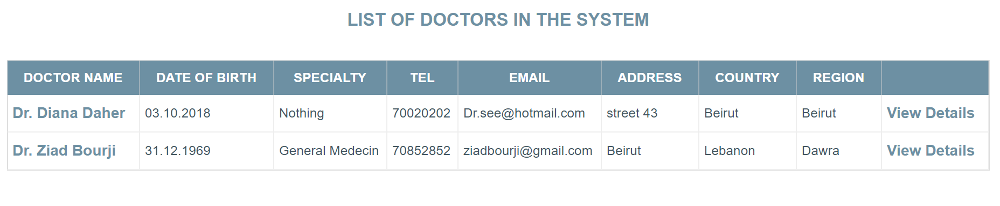 LIST OF DOCTORS IN THE SYSTEM
DOCTOR NAME DATE OF BIRTH SPECIALTY TEL EMAIL ADDRESS COUNTRY REGION
Dr. Diana Daher 03.10.2018 Nothing 70020202 Dr.see@hotmail.com street 43 Beirut Beirut View Details
Dr. Ziad Bourji 31.12.1969 General Medecin 70852852 ziadbourji@gmail.com Beirut Lebanon Dawra View Details